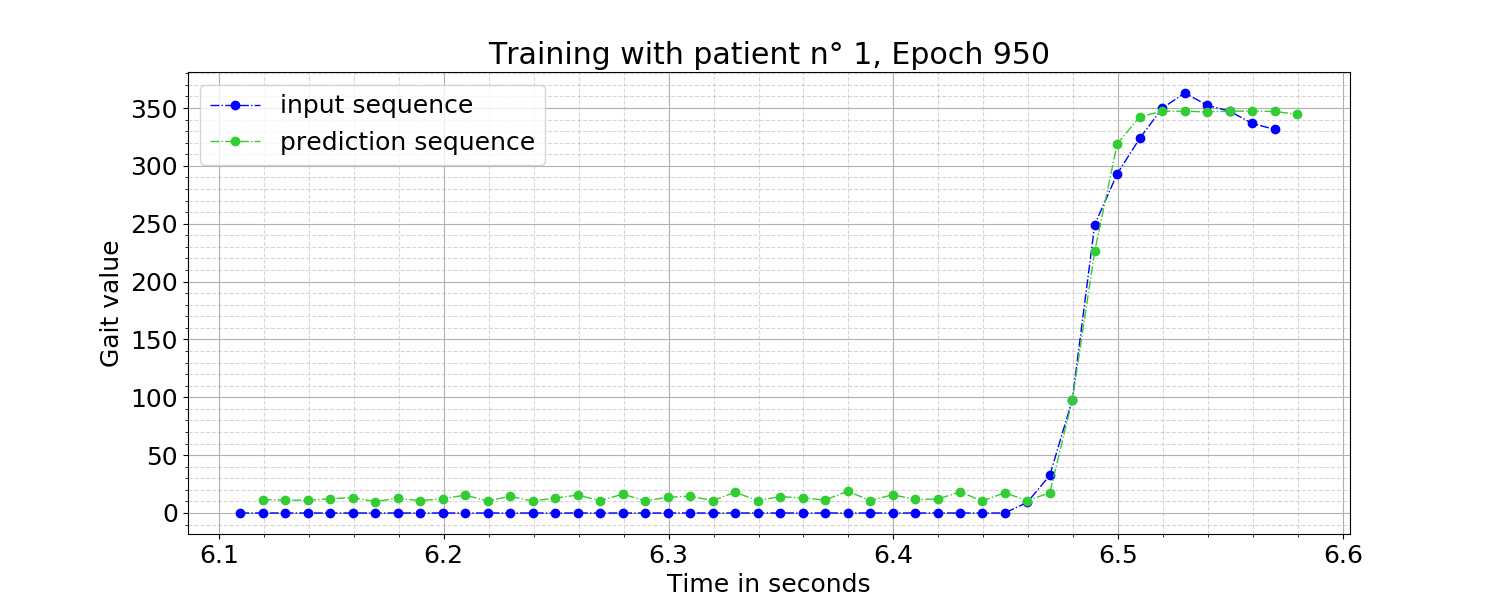 Training with patient n° 1, Epoch 950
input sequence
prediction sequence
Gait value
350
300
250
200
150
100
50
0
6.1 6.2 6.3 6.4 6.5 6.6
Time in seconds